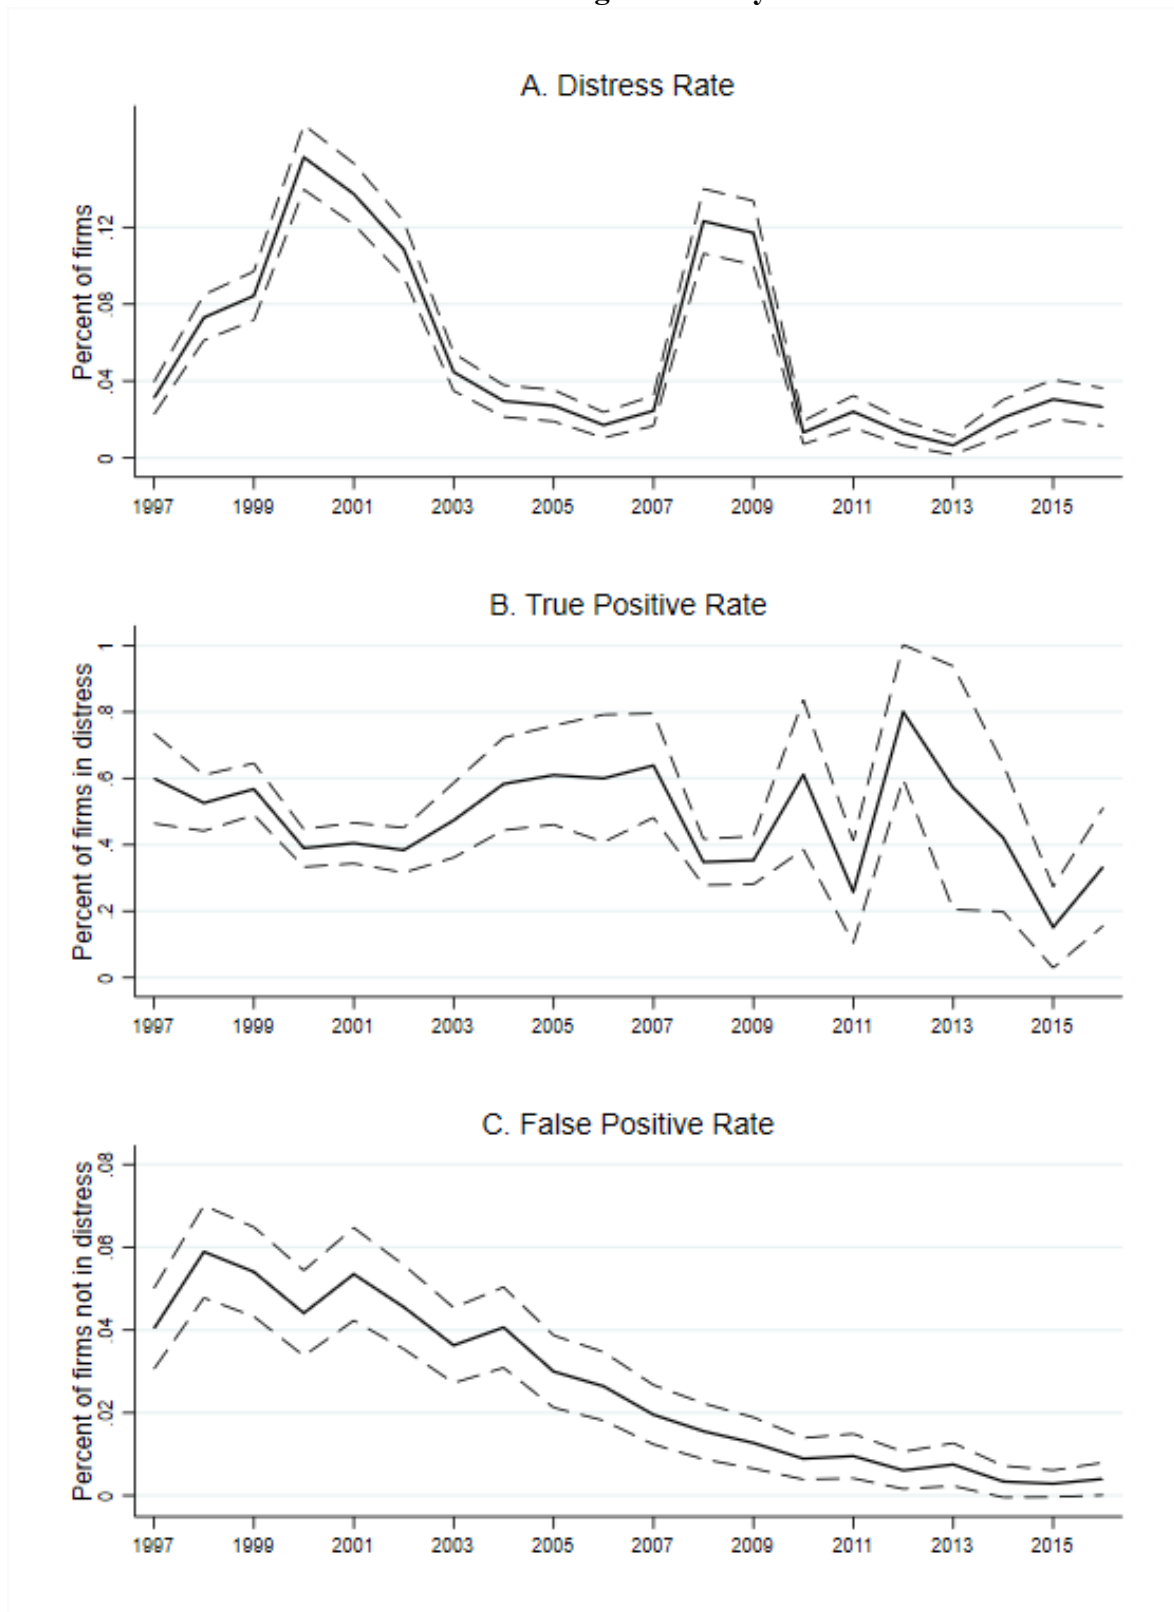 A. Distress Rate
Percent of firms
.12
.08
.04
0
1997 1999 2001 2003 2005 2007 2009 2011 2013 2015
B. True Positive Rate
Percent of firms in distress
1
.8
.6
.4
.2
0
1997 1999 2001 2003 2005 2007 2009 2011 2013 2015
C. False Positive Rate
Percent of firms not in distress
.08
.06
.04
.02
0
1997 1999 2001 2003 2005 2007 2009 2011 2013 2015